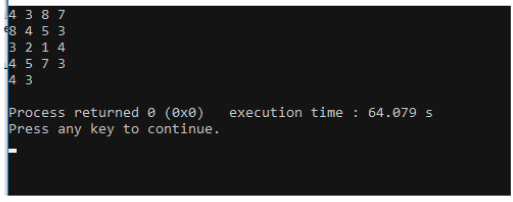 4 3 8 7
8 4 5 3
3 2 1 4
4 5 7 3
4 3
Process returned 0 (0x0)   execution time : 64.079 s
Press any key to continue.